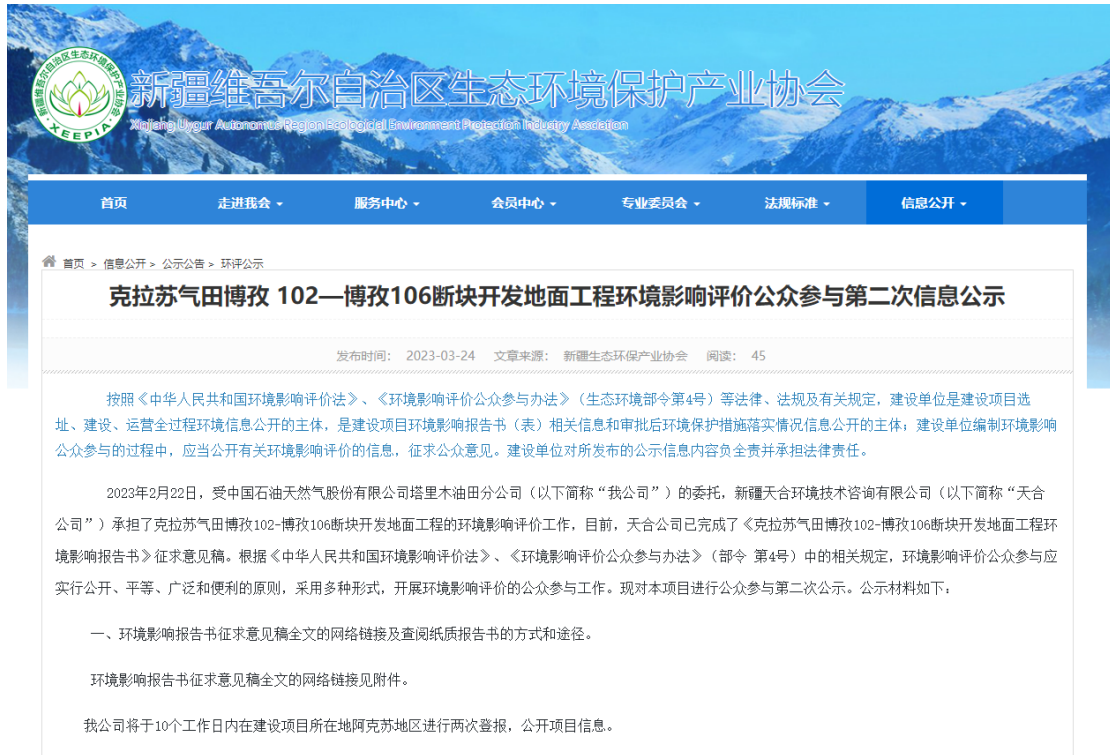 新疆维吾尔自治区生态环境保护产业协会
XEEPIA
新疆维吾尔自治区生态环境保护产业协会
Xinjiang Uygur Autonomous Region Ecological Environment Protection Industry Association
首页 走进我会 服务中心 会员中心 专业委员会 法规标准 信息公开
首页 > 信息公开 > 公示公告 > 环评公示
克拉苏气田博孜 102—博孜106断块开发地面工程环境影响评价公众参与第二次信息公示
发布时间： 2023-03-24 文章来源： 新疆生态环保产业协会 阅读： 45
按照《中华人民共和国环境影响评价法》、《环境影响评价公众参与办法》（生态环境部令第4号）等法律、法规及有关规定，建设单位是建设项目选
址、建设、运营全过程环境信息公开的主体，是建设项目环境影响报告书（表）相关信息和审批后环境保护措施落实情况信息公开的主体；建设单位编制环境影响
公众参与的过程中，应当公开有关环境影响评价的信息，征求公众意见。建设单位对所发布的公示信息内容负全责并承担法律责任。
2023年2月22日，受中国石油天然气股份有限公司塔里木油田分公司（以下简称“我公司”）的委托，新疆天合环境技术咨询有限公司（以下简称“天合
公司”）承担了克拉苏气田博孜102-博孜106断块开发地面工程的环境影响评价工作，目前，天合公司已完成了《克拉苏气田博孜102-博孜106断块开发地面工程环
境影响报告书》征求意见稿。根据《中华人民共和国环境影响评价法》、《环境影响评价公众参与办法》（部令 第4号）中的相关规定，环境影响评价公众参与应
实行公开、平等、广泛和便利的原则，采用多种形式，开展环境影响评价的公众参与工作。现对本项目进行公众参与第二次公示。公示材料如下：
一、环境影响报告书征求意见稿全文的网络链接及查阅纸质报告书的方式和途径。
环境影响报告书征求意见稿全文的网络链接见附件。
我公司将于10个工作日内在建设项目所在地阿克苏地区进行两次登报，公开项目信息。